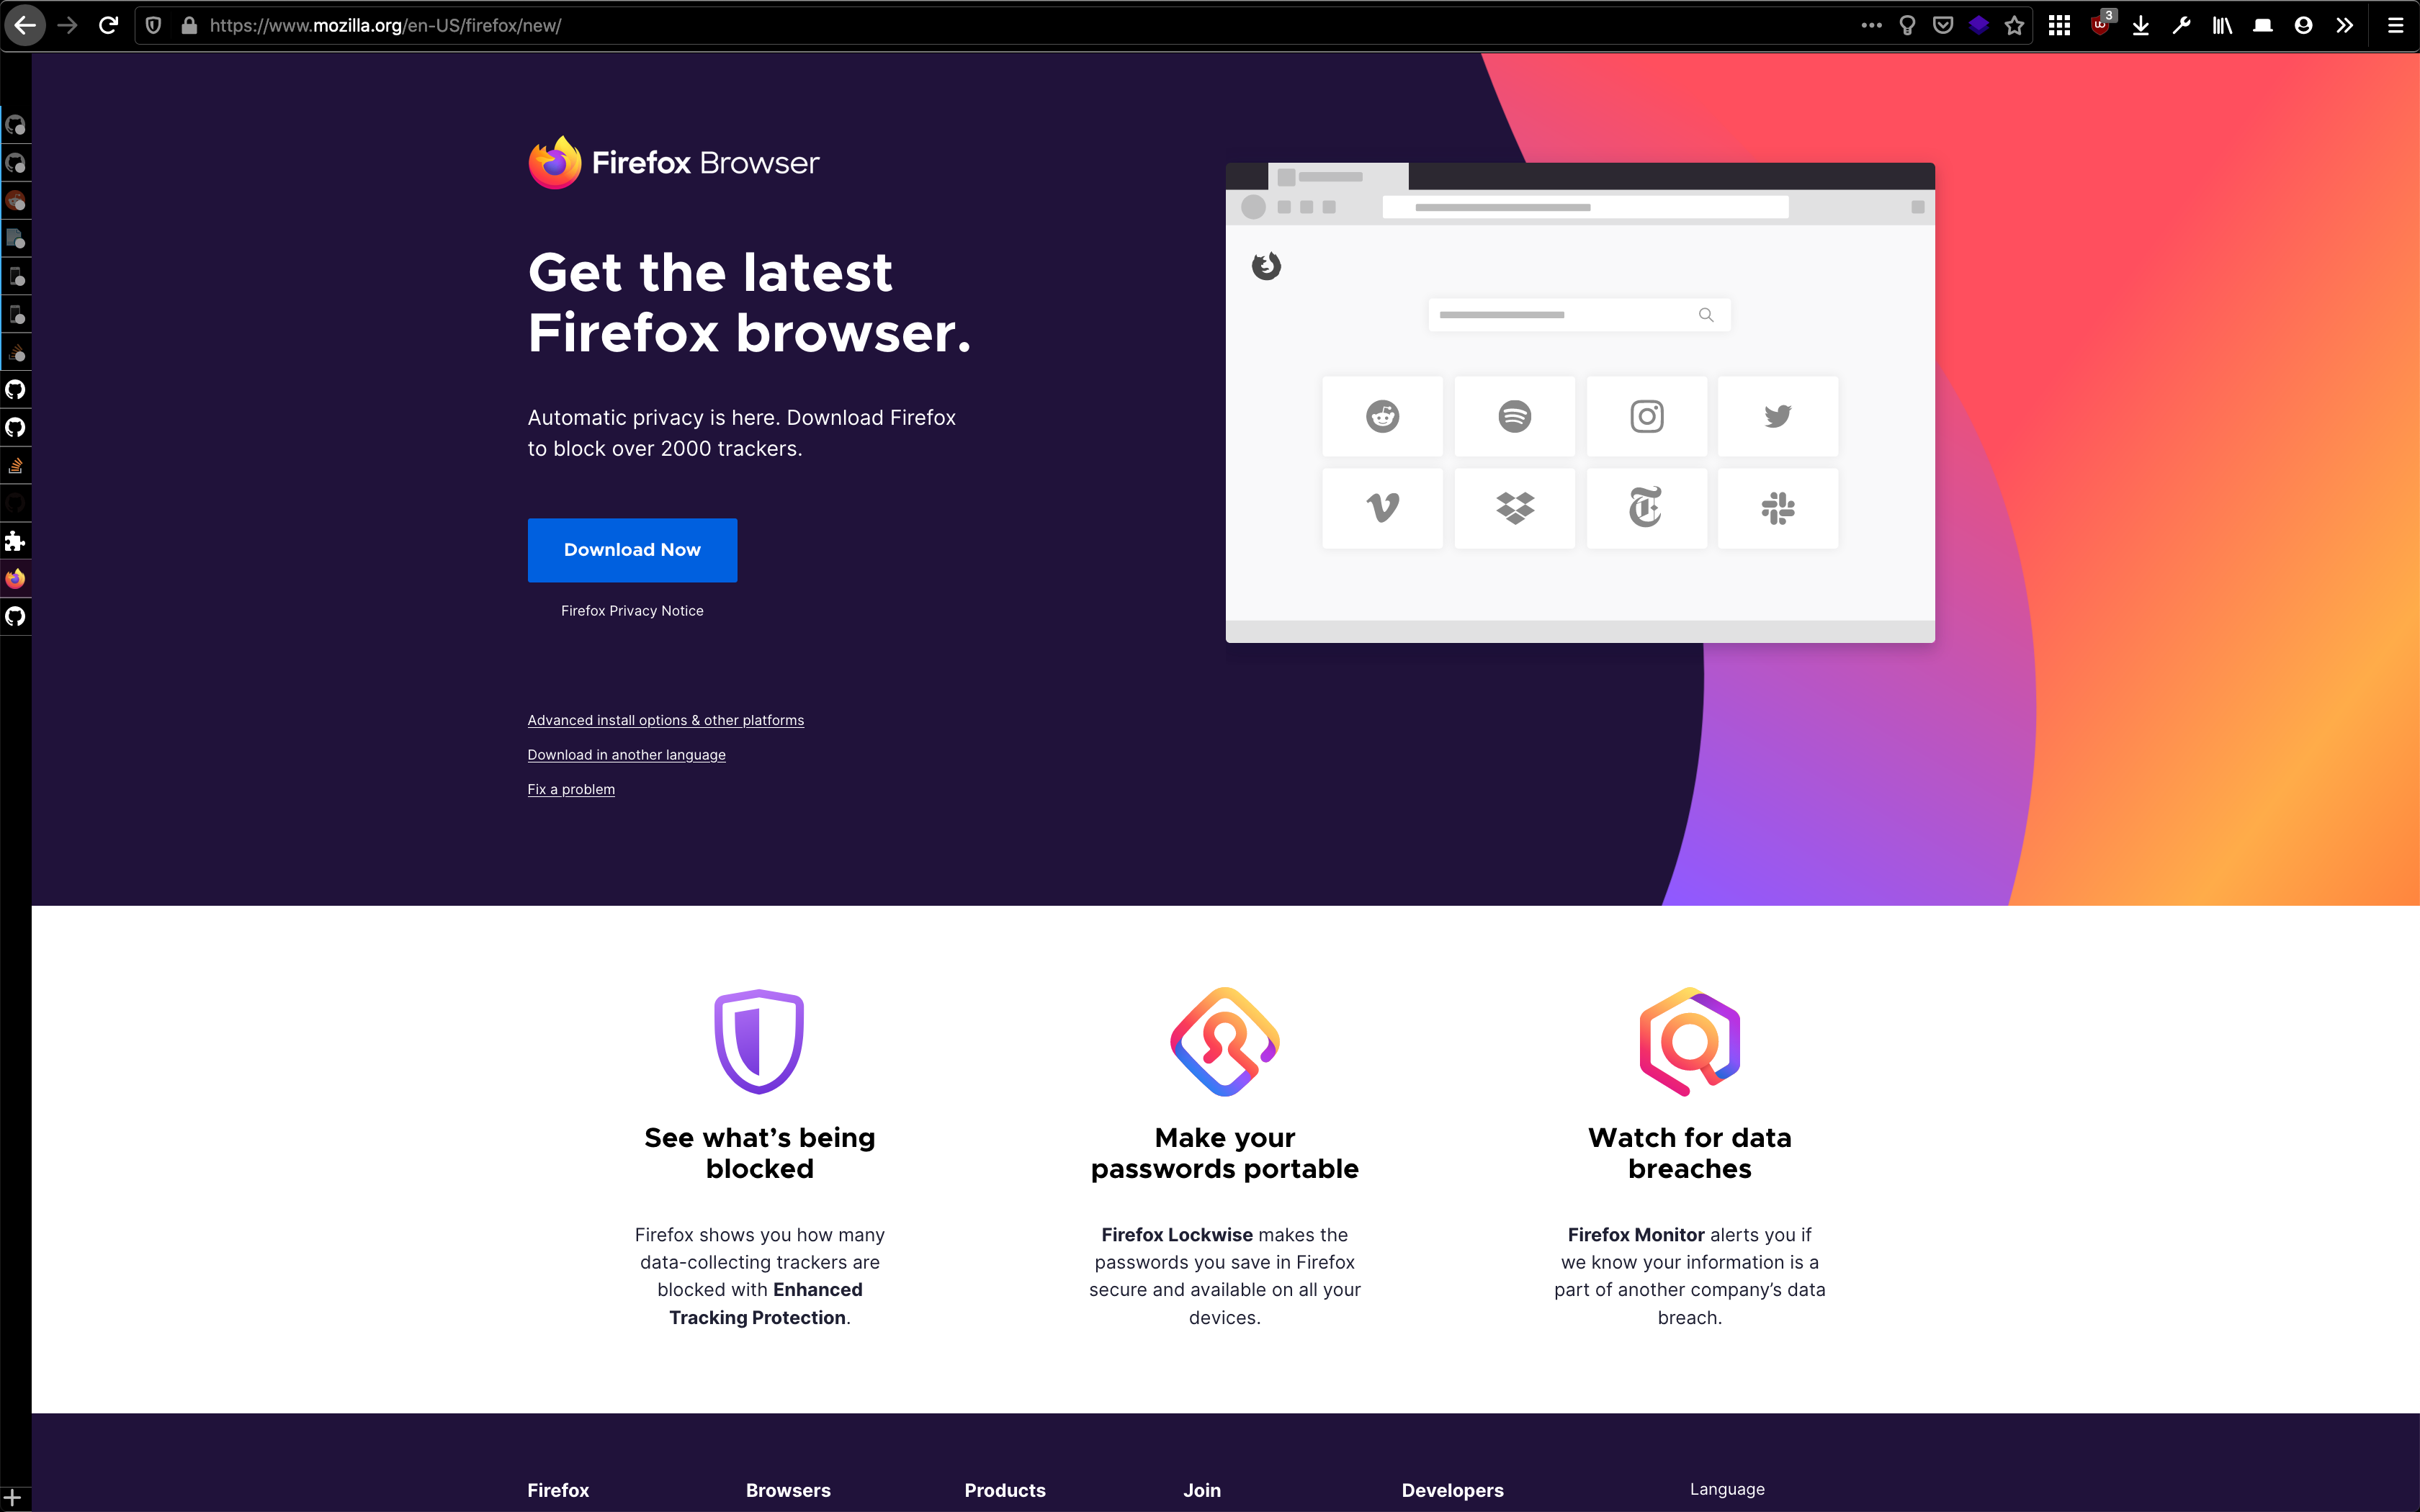 https://www.mozilla.org/en-US/firefox/new/
3
Firefox Browser
Get the latest
Firefox browser.
Automatic privacy is here. Download Firefox
to block over 2000 trackers.
Download Now
Firefox Privacy Notice
Advanced install options & other platforms
Download in another language
Fix a problem
See what’s being
blocked
Firefox shows you how many
data-collecting trackers are
blocked with Enhanced
Tracking Protection.
Make your
passwords portable
Firefox Lockwise makes the
passwords you save in Firefox
secure and available on all your
devices.
Watch for data
breaches
Firefox Monitor alerts you if
we know your information is a
part of another company’s data
breach.
Firefox
Browsers
Products
Join
Developers
Language